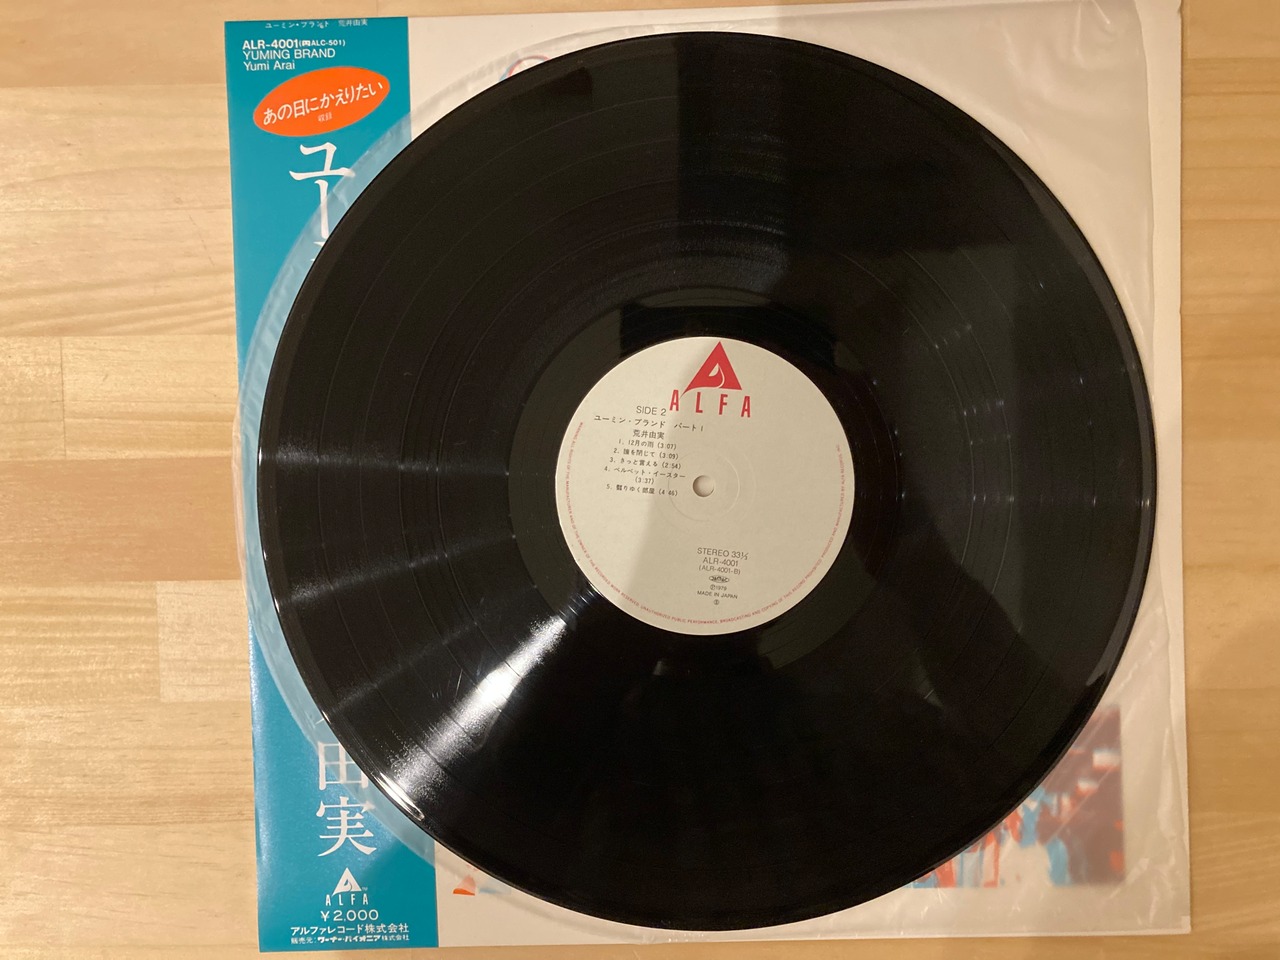 ユーミン・ブランド 荒井由実
ALR-4001(ALC-501)
YUMING BRAND
Yumi Arai
あの日にかえりたい
収録
ユー
由実
ALFA
¥2,000
アルファレコード株式会社
販売元:ワーナー・パイオニア株式会社
ALFA
SIDE 2
ユーミン・ブランド パートI
荒井由実
1. 12月の雨 (3:07)
2. 瞳を閉じて (3:09)
3. きっと言える (2:54)
4. ベルベット・イースター
(3:37)
5. 翳りゆく部屋 (4:46)
STEREO 33⅓
ALR-4001
(ALR-4001-B)
JASRAC
Ⓟ1979
MADE IN JAPAN